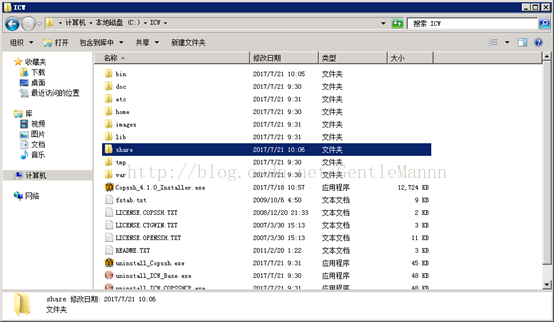 ICW
计算机 ▸ 本地磁盘 (C:) ▸ ICW ▸
搜索 ICW
组织 打开 包含到库中 共享 新建文件夹
收藏夹
下载
桌面
最近访问的位置
库
视频
图片
文档
音乐
计算机
网络
名称 修改日期 类型 大小
bin 2017/7/21 10:05 文件夹
doc 2017/7/21 9:30 文件夹
etc 2017/7/21 9:31 文件夹
home 2017/7/21 9:30 文件夹
images 2017/7/21 9:30 文件夹
lib 2017/7/21 9:30 文件夹
share 2017/7/21 10:06 文件夹
tmp 2017/7/21 9:30 文件夹
var 2017/7/21 9:30 文件夹
Copssh_4.1.0_Installer.exe 2017/7/18 10:57 应用程序 12,724 KB
fstab.txt 2009/10/6 4:50 文本文档 9 KB
LICENSE.COPSSH.TXT 2008/12/20 21:33 文本文档 2 KB
LICENSE.CYGWIN.TXT 2007/3/30 15:13 文本文档 3 KB
LICENSE.OPENSSH.TXT 2007/3/30 15:13 文本文档 11 KB
README.TXT 2011/2/20 1:22 文本文档 3 KB
uninstall_Copssh.exe 2017/7/21 9:31 应用程序 45 KB
uninstall_ICW_Base.exe 2017/7/21 9:30 应用程序 48 KB
uninstall_ICW_COPSSHCP.exe 2017/7/21 9:31 应用程序 48 KB
share 修改日期: 2017/7/21 10:06
文件夹